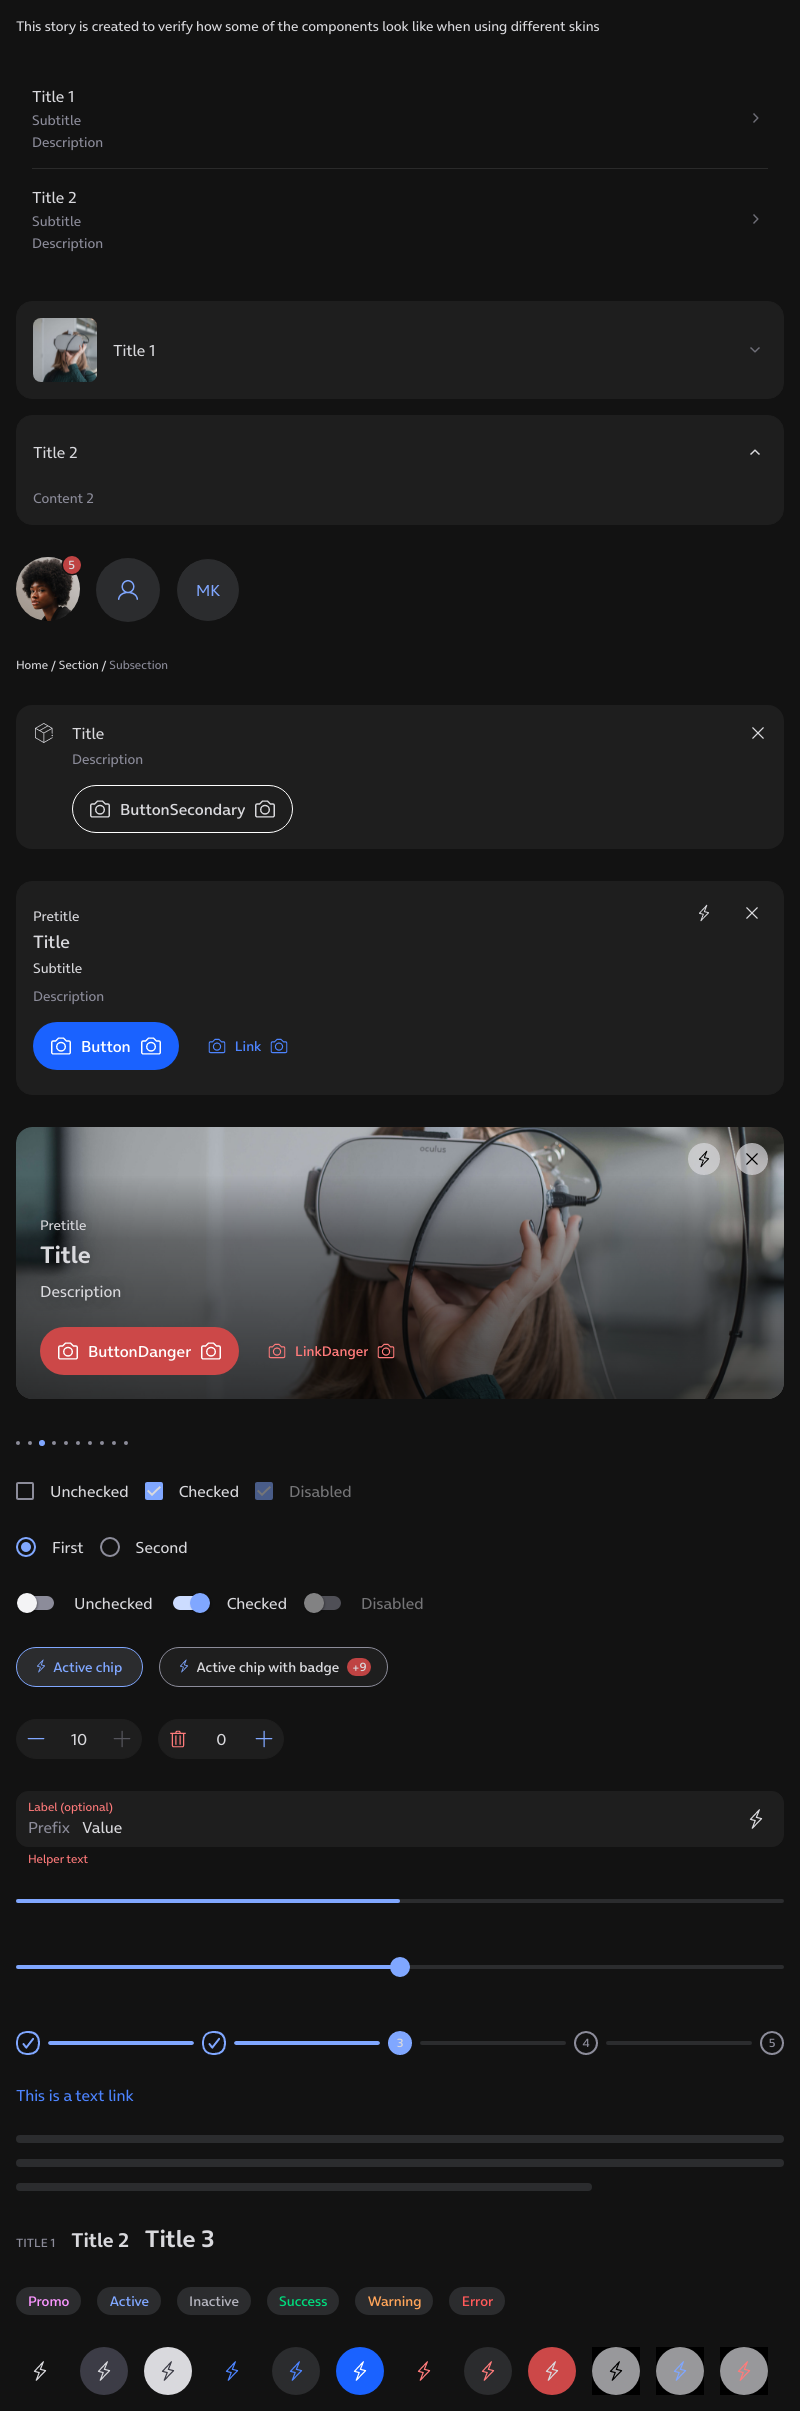 This story is created to verify how some of the components look like when using different skins
Title 1
Subtitle
Description
Title 2
Subtitle
Description
Title 1
Title 2
Content 2
5
MK
Home / Section / Subsection
Title
Description
ButtonSecondary
Pretitle
Title
Subtitle
Description
Button Link
oculus
Pretitle
Title
Description
ButtonDanger LinkDanger
Unchecked Checked Disabled
First Second
Unchecked Checked Disabled
Active chip Active chip with badge +9
10 0
Label (optional)
Prefix Value
Helper text
3 4 5
This is a text link
TITLE 1 Title 2 Title 3
Promo Active Inactive Success Warning Error